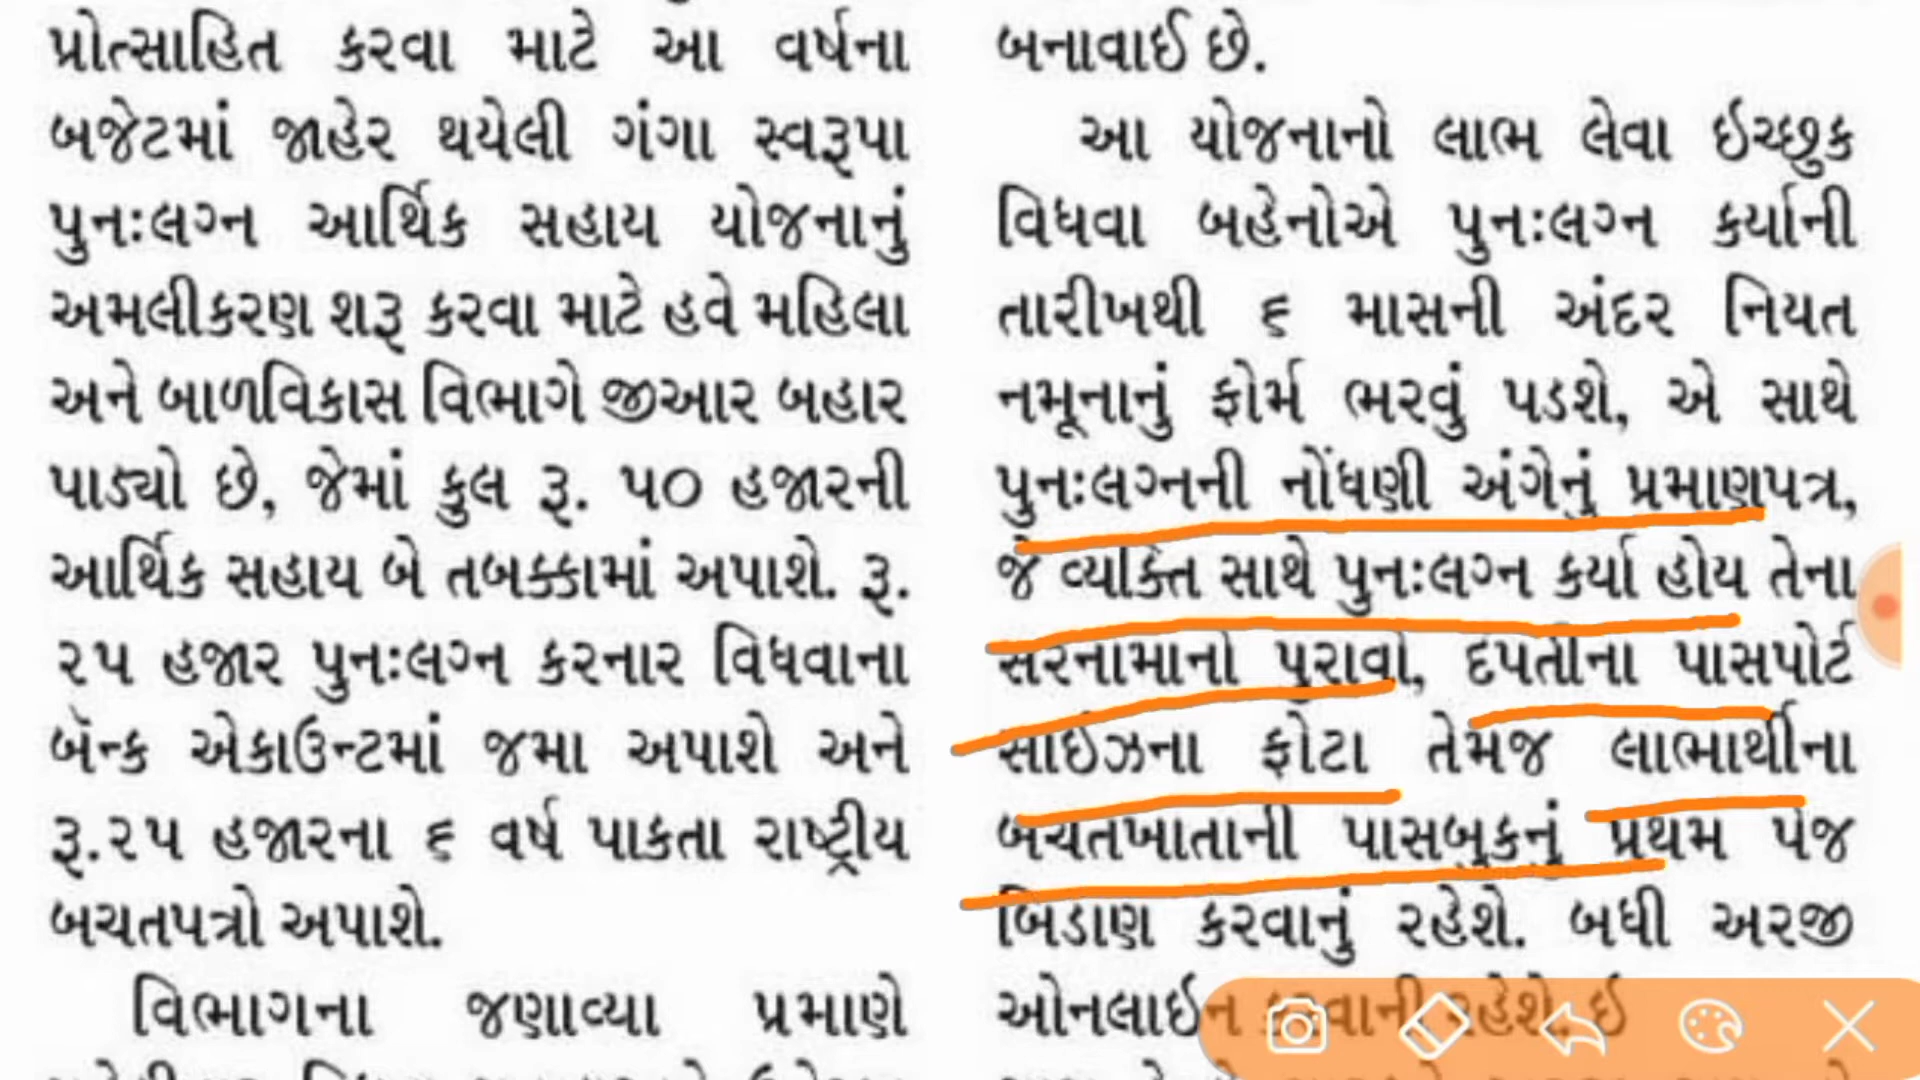 પ્રોત્સાહિત કરવા માટે આ વર્ષના
બજેટમાં જાહેર થયેલી ગંગા સ્વરૂપા
પુનઃલગ્ન આર્થિક સહાય યોજનાનું
અમલીકરણ શરૂ કરવા માટે હવે મહિલા
અને બાળવિકાસ વિભાગે જીઆર બહાર
પાડ્યો છે, જેમાં કુલ રૂ. ૫૦ હજારની
આર્થિક સહાય બે તબક્કામાં અપાશે. રૂ.
૨૫ હજાર પુનઃલગ્ન કરનાર વિધવાના
બૅન્ક એકાઉન્ટમાં જમા અપાશે અને
રૂ.૨૫ હજારના ૬ વર્ષ પાકતા રાષ્ટ્રીય
બચતપત્રો અપાશે.
વિભાગના જણાવ્યા પ્રમાણે
બનાવાઈ છે.
આ યોજનાનો લાભ લેવા ઇચ્છુક
વિધવા બહેનોએ પુનઃલગ્ન કર્યાની
તારીખથી ૬ માસની અંદર નિયત
નમૂનાનું ફોર્મ ભરવું પડશે, એ સાથે
પુનઃલગ્નની નોંધણી અંગેનું પ્રમાણપત્ર,
જે વ્યક્તિ સાથે પુનઃલગ્ન કર્યા હોય તેના
સરનામાનો પુરાવો, દંપતીના પાસપોર્ટ
સાઈઝના ફોટા તેમજ લાભાર્થીના
બચતખાતાની પાસબુકનું પ્રથમ પેજ
બિડાણ કરવાનું રહેશે. બધી અરજી
ઓનલાઈન કરવાની રહેશે. ઈ